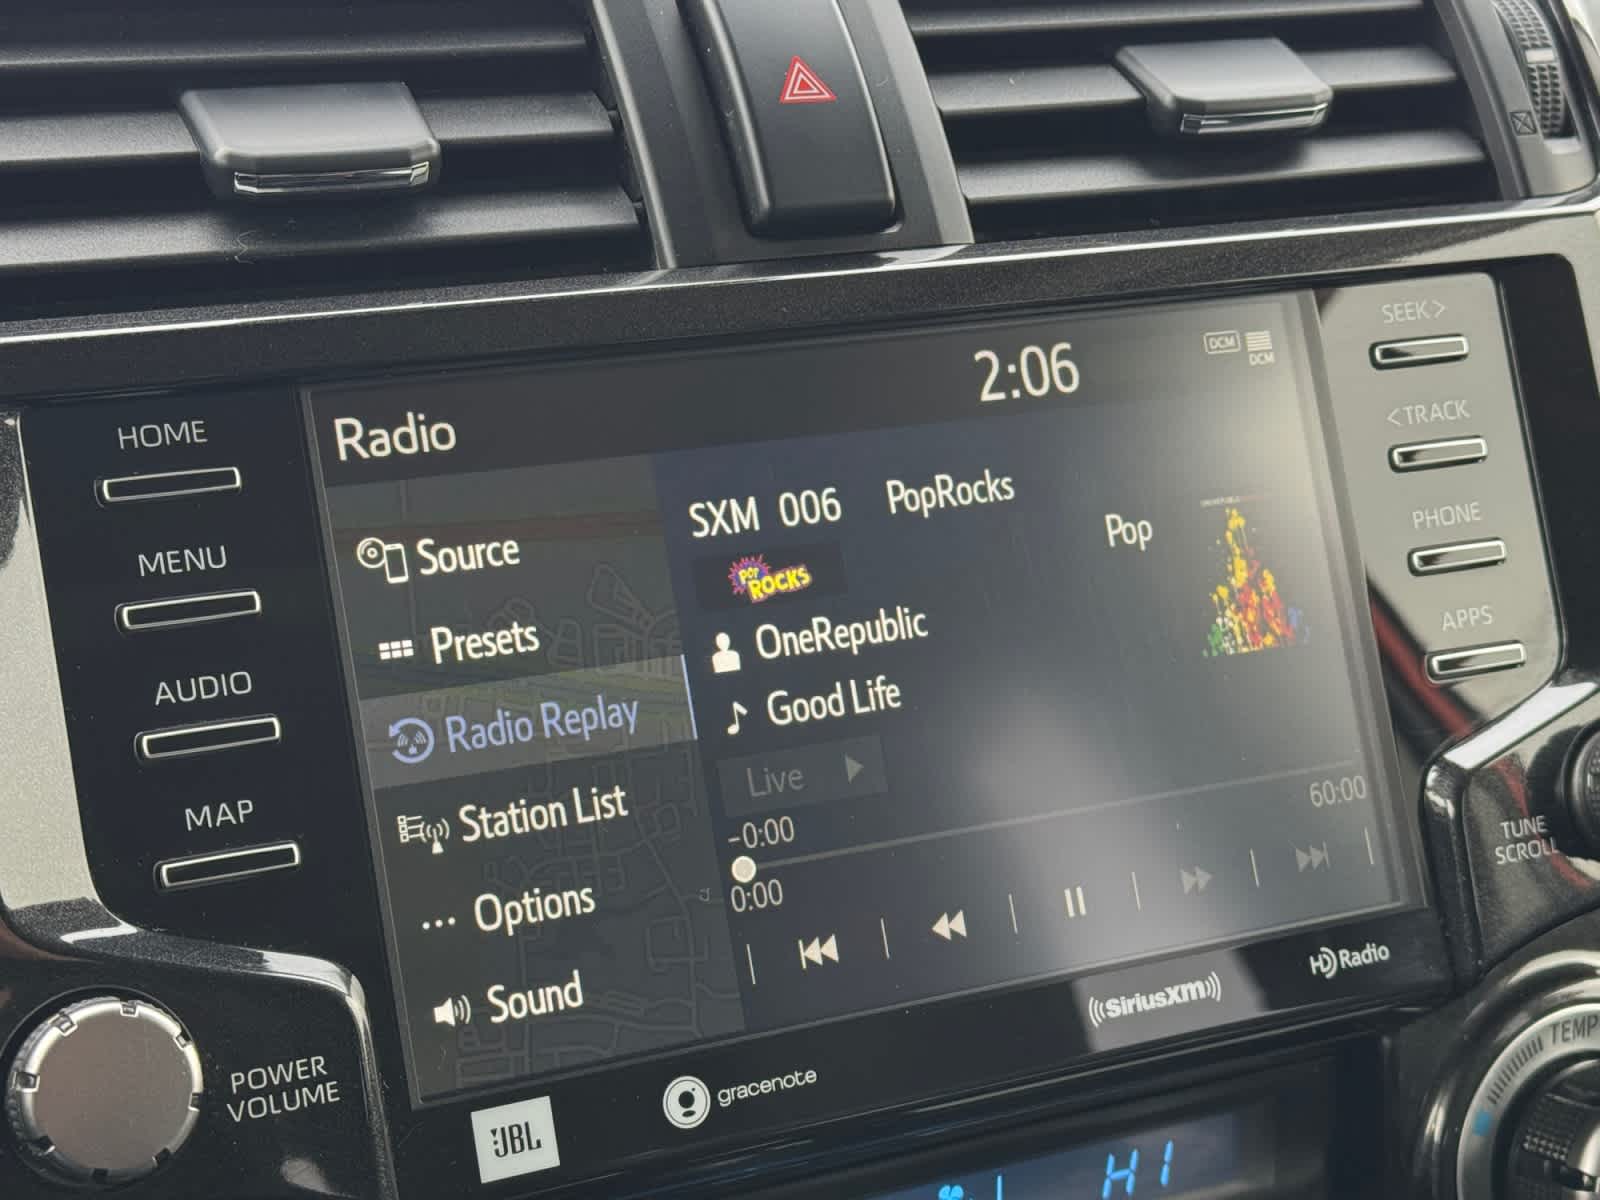 SEEK>
2:06
DCM
DCM
<TRACK
HOME
Radio
PHONE
SXM 006 PopRocks
MENU
Source
Pop
POP
ROCKS
APPS
Presets
OneRepublic
AUDIO
Radio Replay
Good Life
MAP
Station List
Live
60:00
-0:00
TUNE
SCROLL
0:00
Options
Sound
SiriusXM
HD Radio
TEMP
POWER
VOLUME
gracenote
JBL
HI